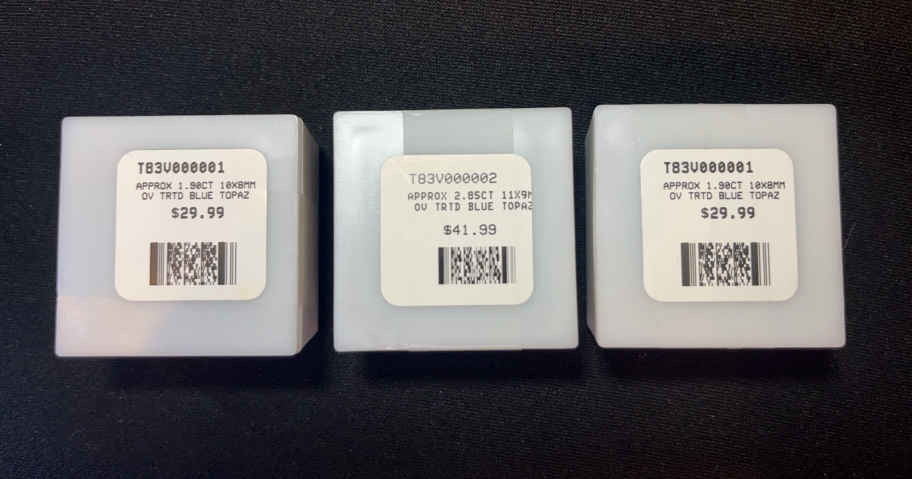 T83V000001
APPROX 1.90CT 10X8MM
OV TRTD BLUE TOPAZ
$29.99
T83V000002
APPROX 2.85CT 11X9M
OV TRTD BLUE TOPAZ
$41.99
T83V000001
APPROX 1.90CT 10X8MM
OV TRTD BLUE TOPAZ
$29.99